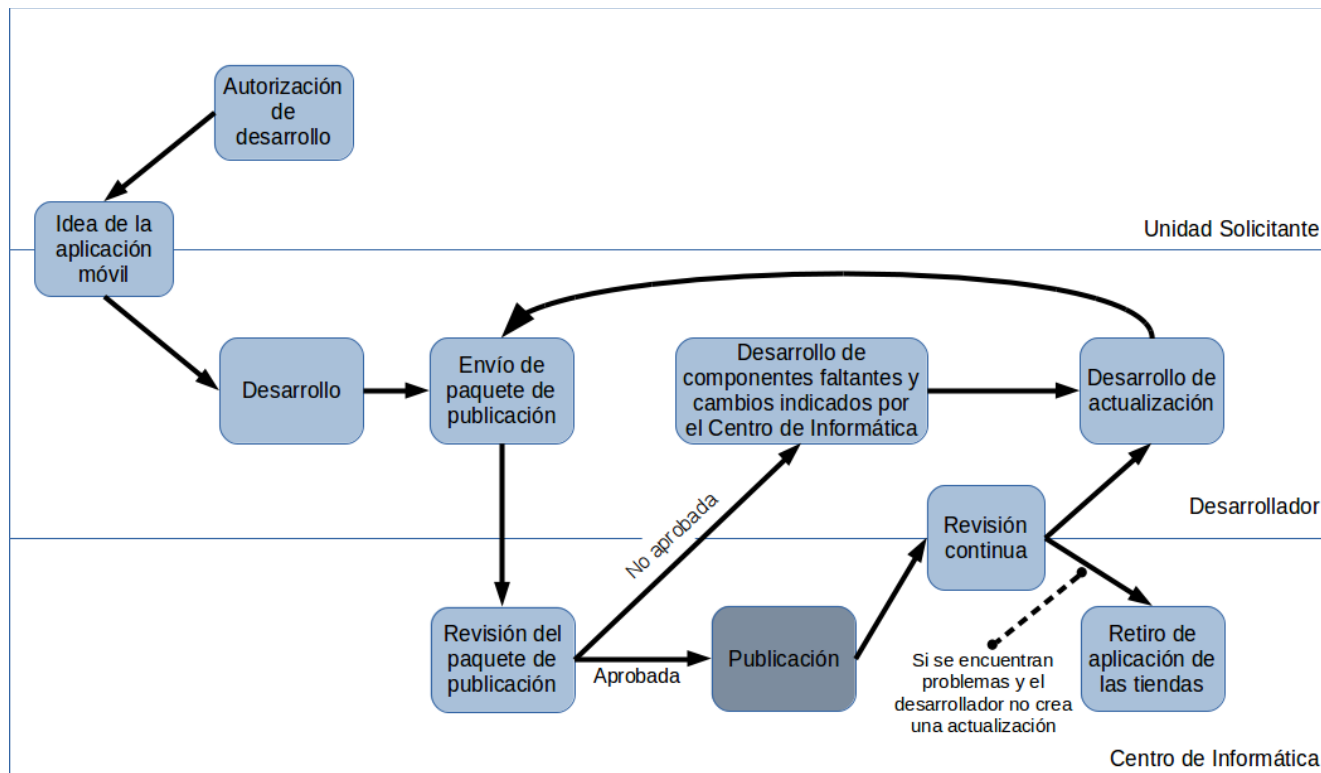 Autorización
de
desarrollo
Idea de la
aplicación
móvil
Unidad Solicitante
Desarrollo
Envío de
paquete de
publicación
Desarrollo de
componentes faltantes y
cambios indicados por
el Centro de Informática
Desarrollo de
actualización
Desarrollador
No aprobada
Revisión
continua
Revisión del
paquete de
publicación
Aprobada
Publicación
Si se encuentran
problemas y el
desarrollador no crea
una actualización
Retiro de
aplicación de
las tiendas
Centro de Informática